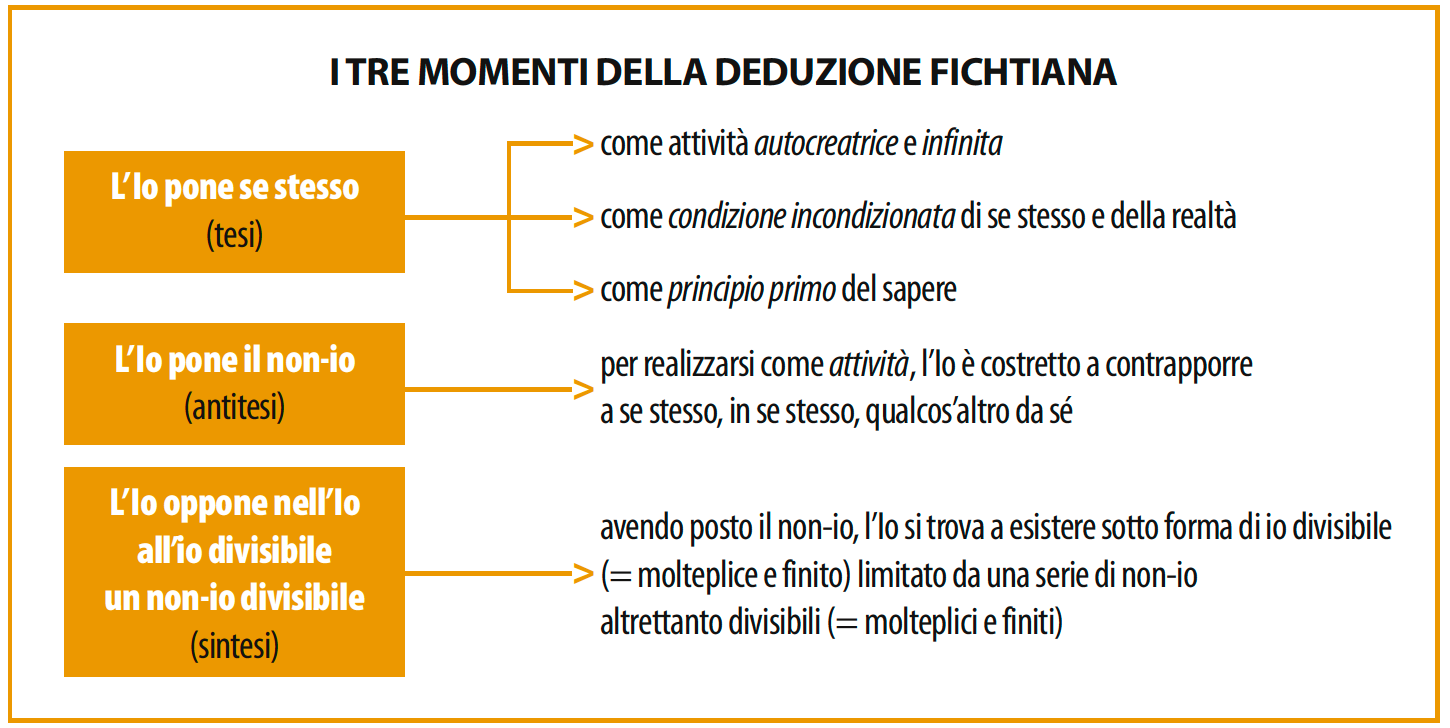 I TRE MOMENTI DELLA DEDUZIONE FICHTIANA
L'Io pone se stesso
(tesi)
> come attività autocreatrice e infinita
> come condizione incondizionata di se stesso e della realtà
> come principio primo del sapere
L'Io pone il non-io
(antitesi)
> per realizzarsi come attività, l'Io è costretto a contrapporre
a se stesso, in se stesso, qualcos'altro da sé
L'Io oppone nell'Io
all'io divisibile
un non-io divisibile
(sintesi)
> avendo posto il non-io, l'Io si trova a esistere sotto forma di io divisibile
(= molteplice e finito) limitato da una serie di non-io
altrettanto divisibili (= molteplici e finiti)